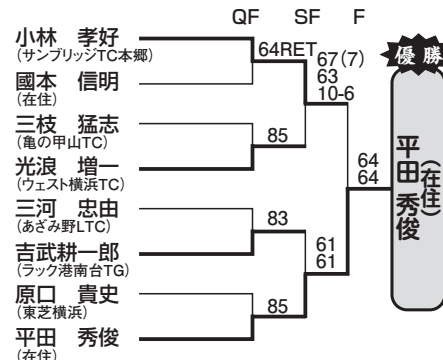 QF SF F
小林 孝好
(サンブリッジTC本郷)
國本 信明
(在住)
三枝 猛志
(亀の甲山TC)
光浪 増一
(ウェスト横浜TC)
三河 忠由
(あざみ野LTC)
吉武耕一郎
(ラック港南台TG)
原口 貴史
(東芝横浜)
平田 秀俊
(在住)
64RET
85
83
85
67(7)
63
10-6
61
61
64
64
優勝
平田 秀俊
(在住)